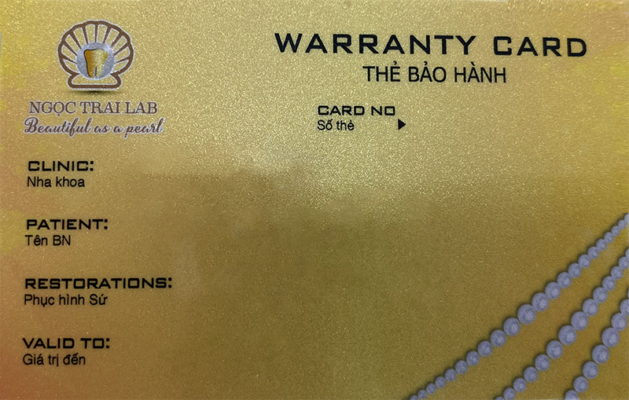 WARRANTY CARD
THẺ BẢO HÀNH
NGỌC TRAI LAB
Beautiful as a pearl
CARD NO
Số thẻ
CLINIC:
Nha khoa
PATIENT:
Tên BN
RESTORATIONS:
Phục hình Sứ
VALID TO:
Giá trị đến